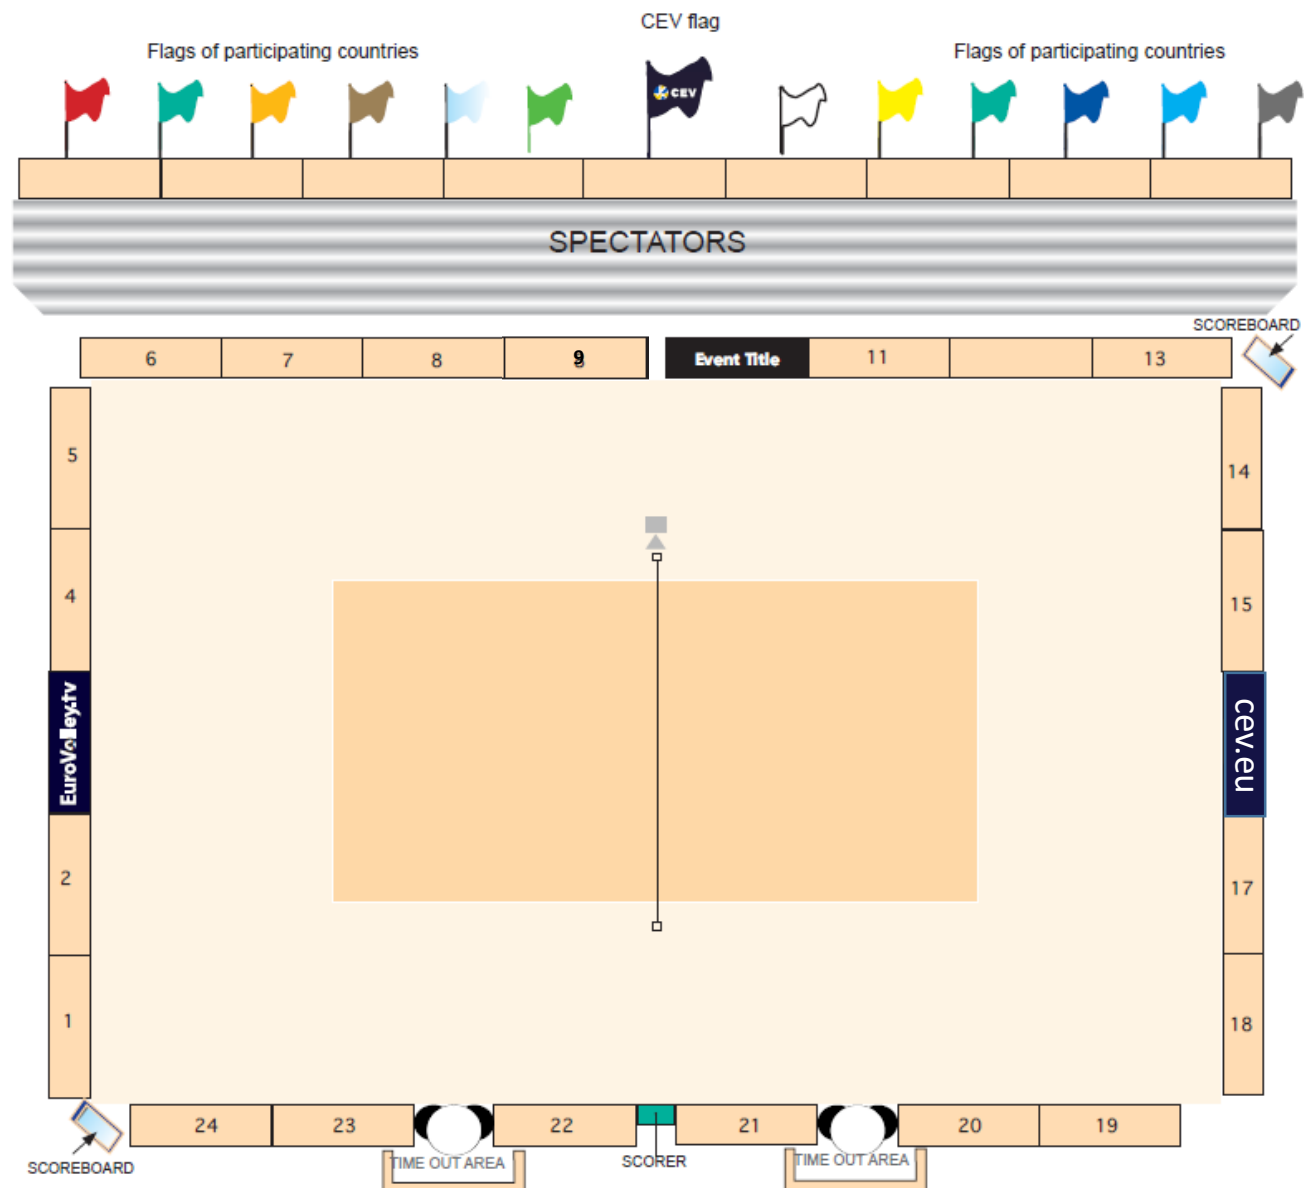 CEV flag
Flags of participating countries
Flags of participating countries
CEV
SPECTATORS
SCOREBOARD
6
7
8
9
Event Title
11
13
5
14
4
15
EuroVolley.tv
cev.eu
2
17
1
18
24
23
22
21
20
19
TIME OUT AREA
SCORER
TIME OUT AREA
SCOREBOARD